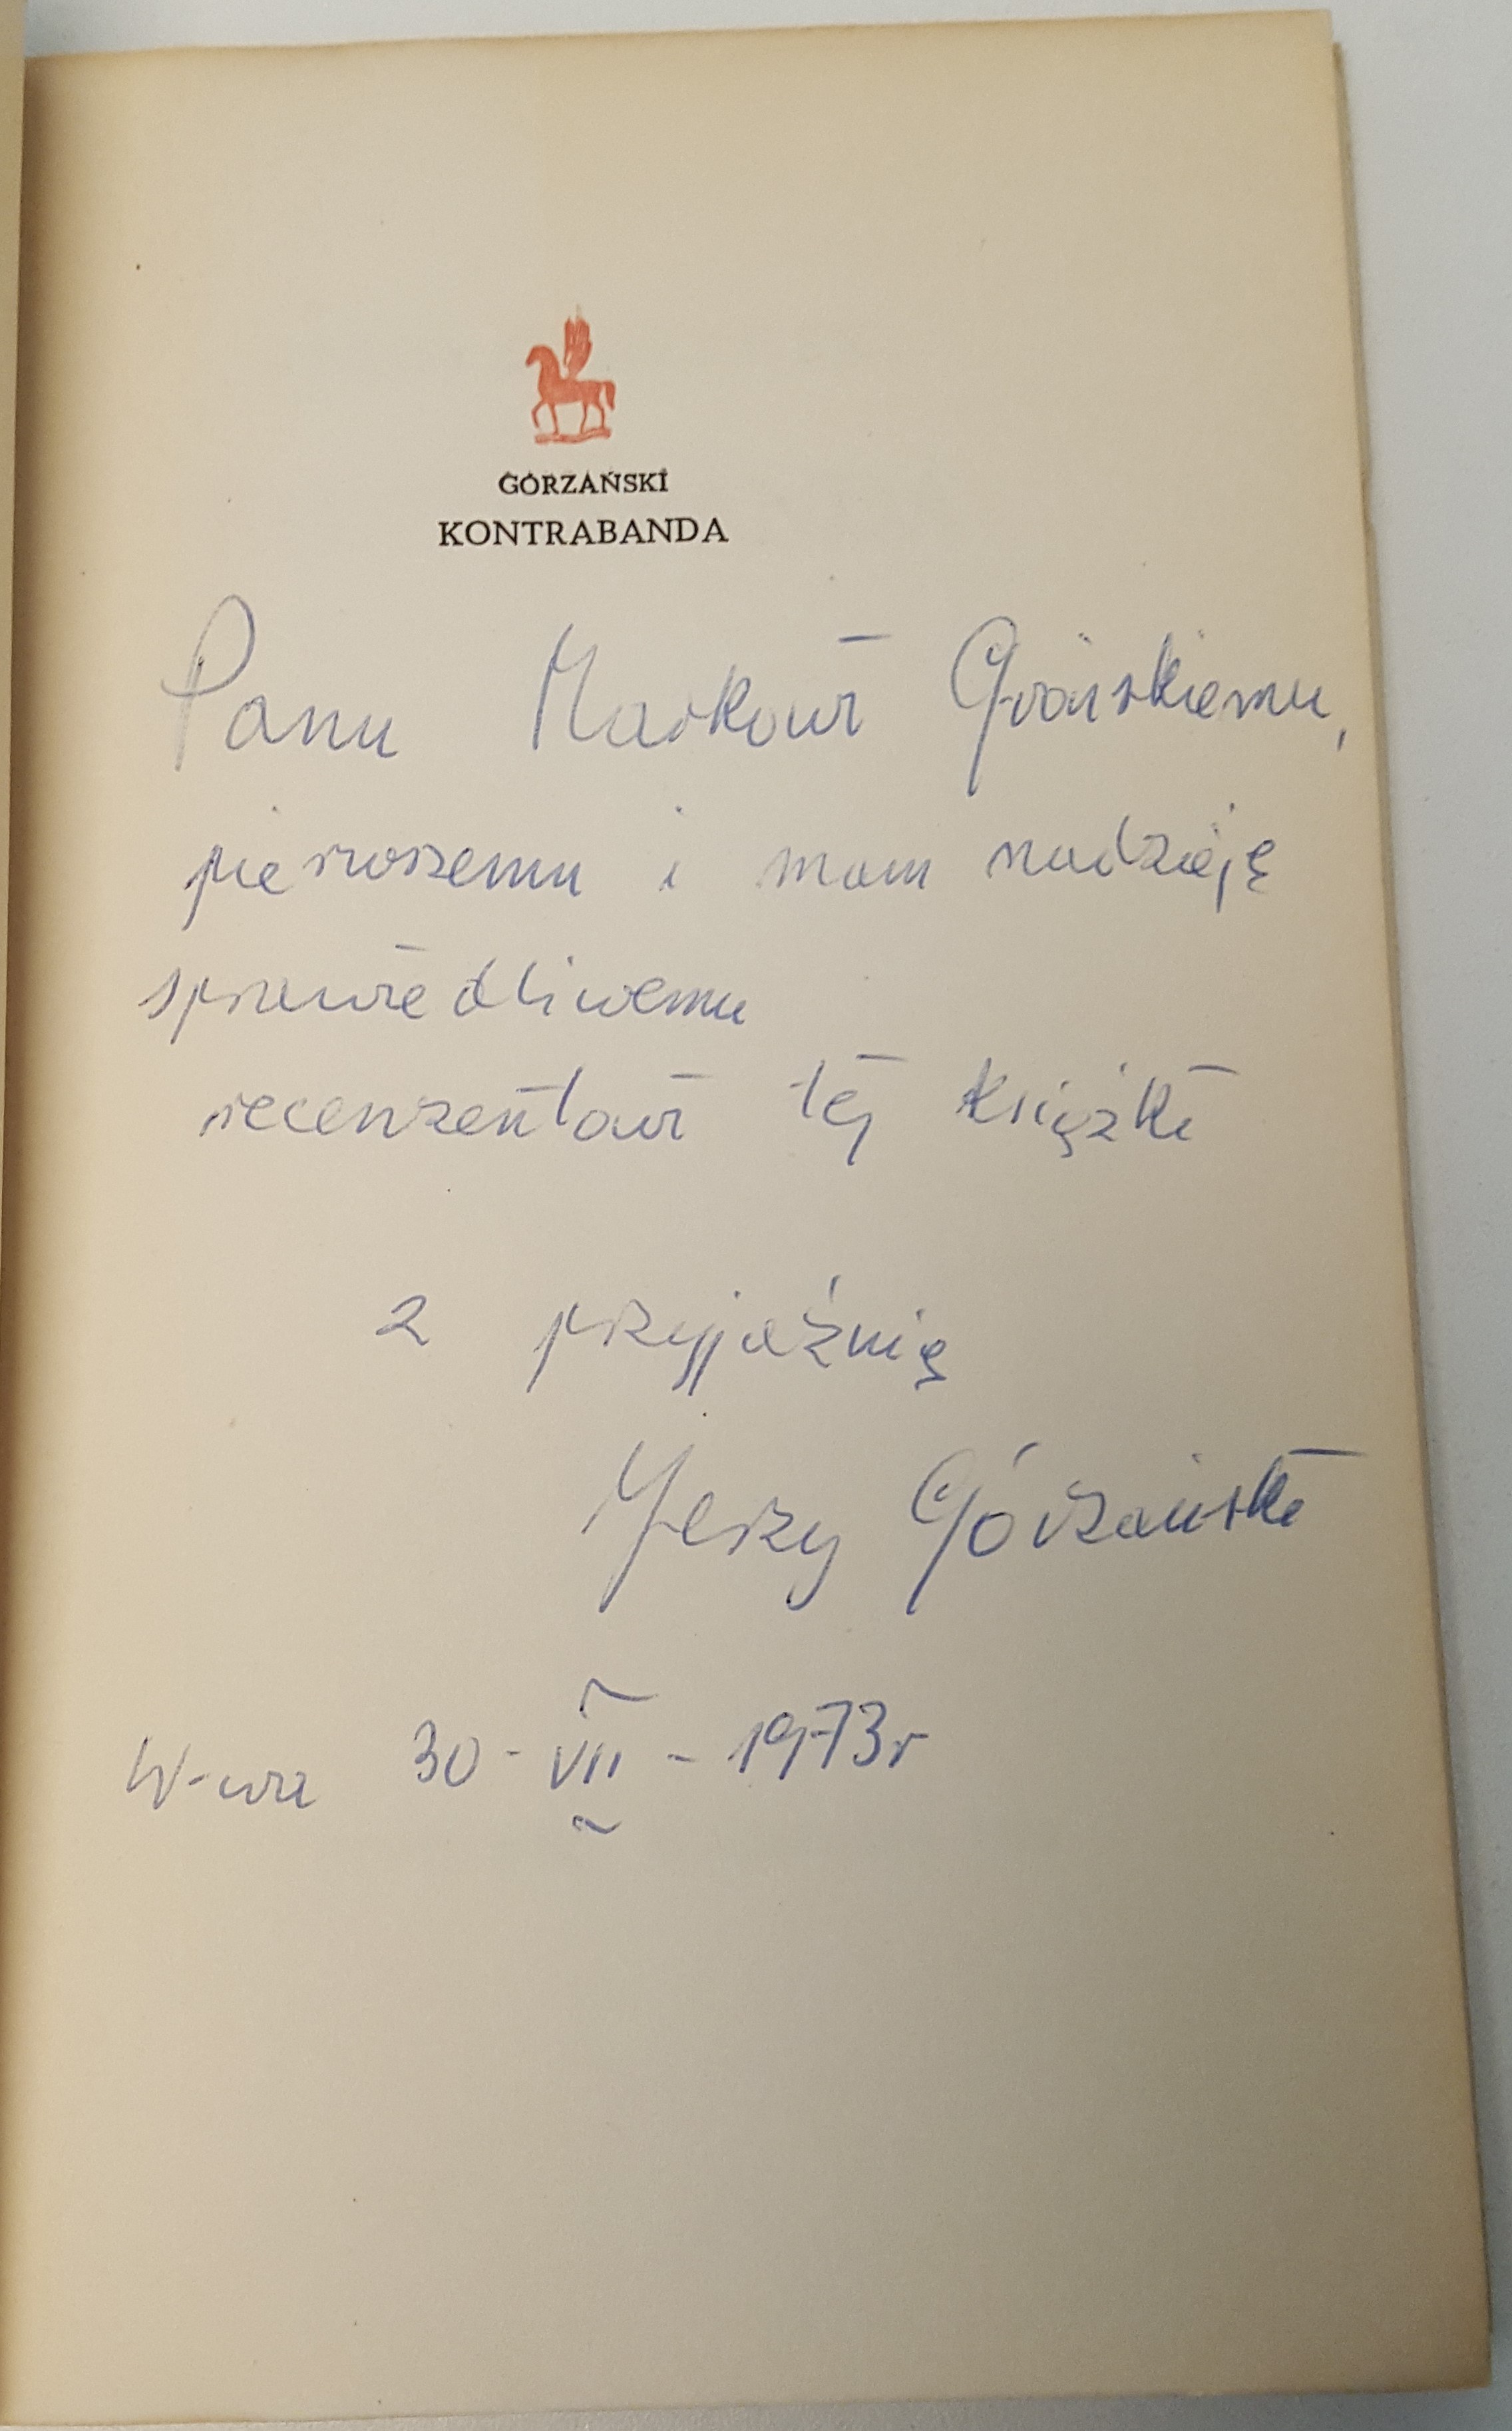 GÓRZAŃSKI
KONTRABANDA
Panu Markowi Grońskiemu,
pierwszemu i mam nadzieję
sprawiedliwemu
recenzentowi tej książki
z przyjaźnią
Jerzy Górzański
W-wa 30-VII-1973r